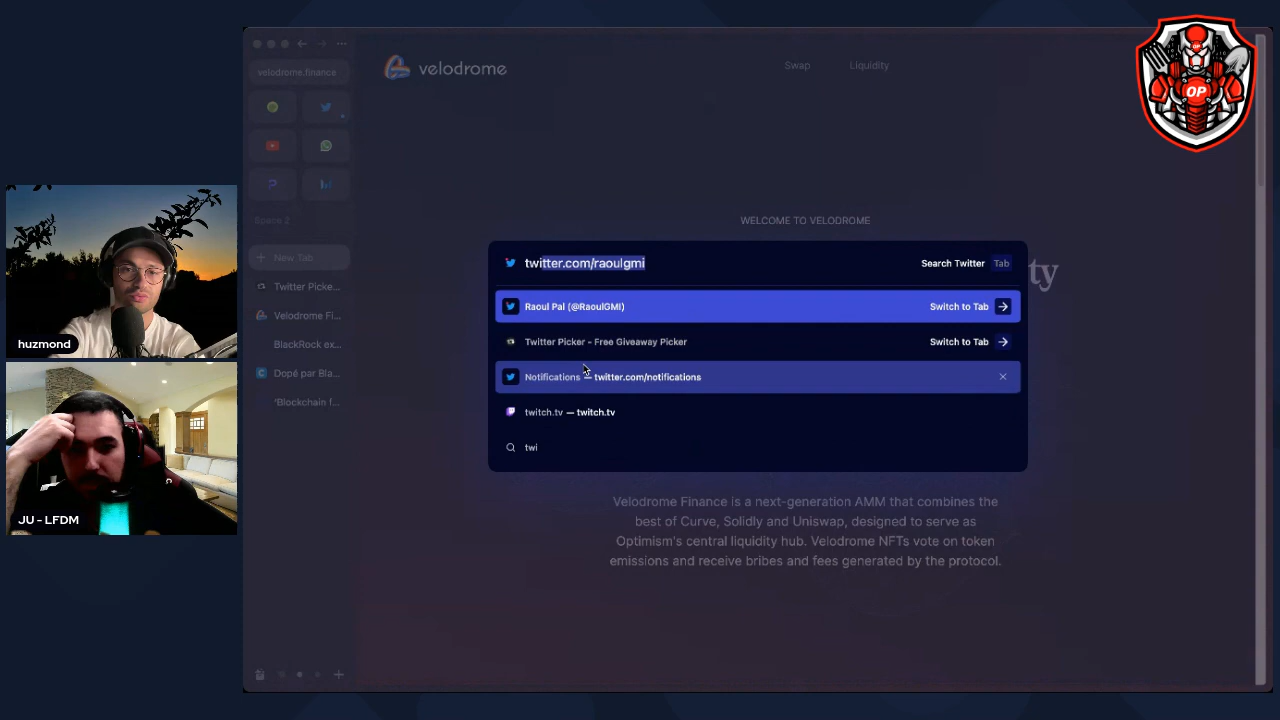 velodrome.finance
Space 2
New Tab
Twitter Picke...
Velodrome Fi...
BlackRock ex...
Dopé par Bla...
'Blockchain f...
velodrome
Swap
Liquidity
OP
WELCOME TO VELODROME
ty
twitter.com/raoulgmi
Search Twitter
Tab
Raoul Pal (@RaoulGMI)
Switch to Tab
Twitter Picker - Free Giveaway Picker
Switch to Tab
Notifications — twitter.com/notifications
twitch.tv — twitch.tv
twi
Velodrome Finance is a next-generation AMM that combines the
best of Curve, Solidly and Uniswap, designed to serve as
Optimism's central liquidity hub. Velodrome NFTs vote on token
emissions and receive bribes and fees generated by the protocol.
huzmond
JU - LFDM